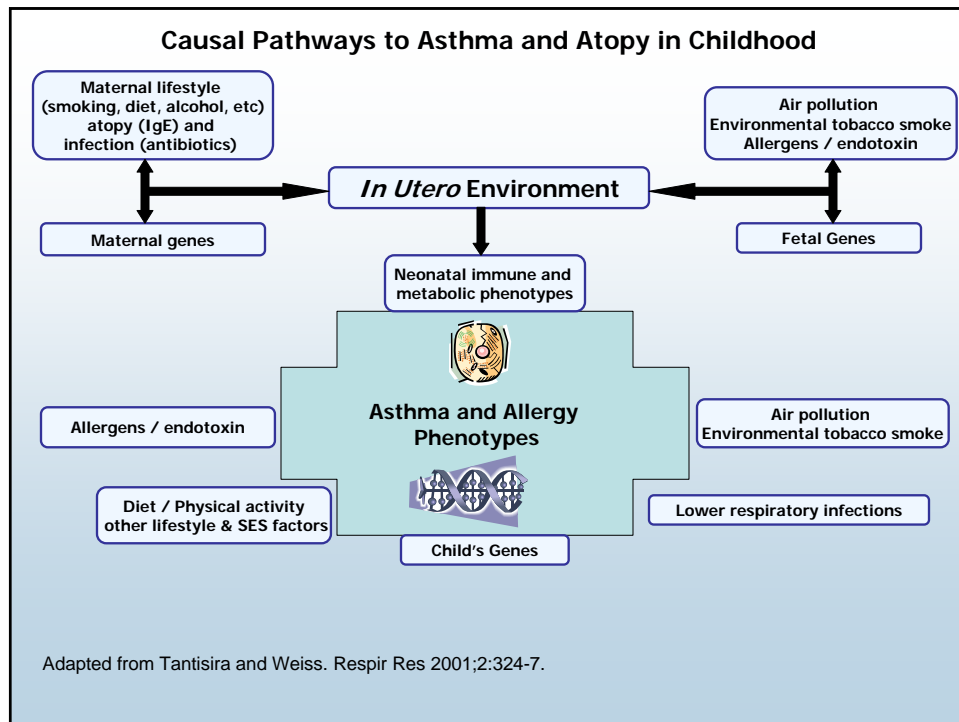 Causal Pathways to Asthma and Atopy in Childhood
Maternal lifestyle
(smoking, diet, alcohol, etc)
atopy (IgE) and
infection (antibiotics)
Air pollution
Environmental tobacco smoke
Allergens / endotoxin
In Utero Environment
Maternal genes
Fetal Genes
Neonatal immune and
metabolic phenotypes
Asthma and Allergy
Phenotypes
Allergens / endotoxin
Air pollution
Environmental tobacco smoke
Diet / Physical activity
other lifestyle & SES factors
Lower respiratory infections
Child's Genes
Adapted from Tantisira and Weiss. Respir Res 2001;2:324-7.